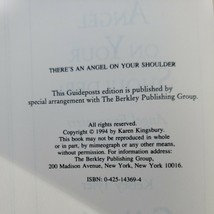 THERE'S AN ANGEL ON YOUR SHOULDER
This Guideposts edition is published by
special arrangement with The Berkley Publishing Group.
All rights reserved.
Copyright © 1994 by Karen Kingsbury.
This book may not be reproduced in whole
or in part, by mimeograph or any other means,
without permission. For information address:
The Berkley Publishing Group,
200 Madison Avenue, New York, New York 10016.
ISBN: 0-425-14369-4